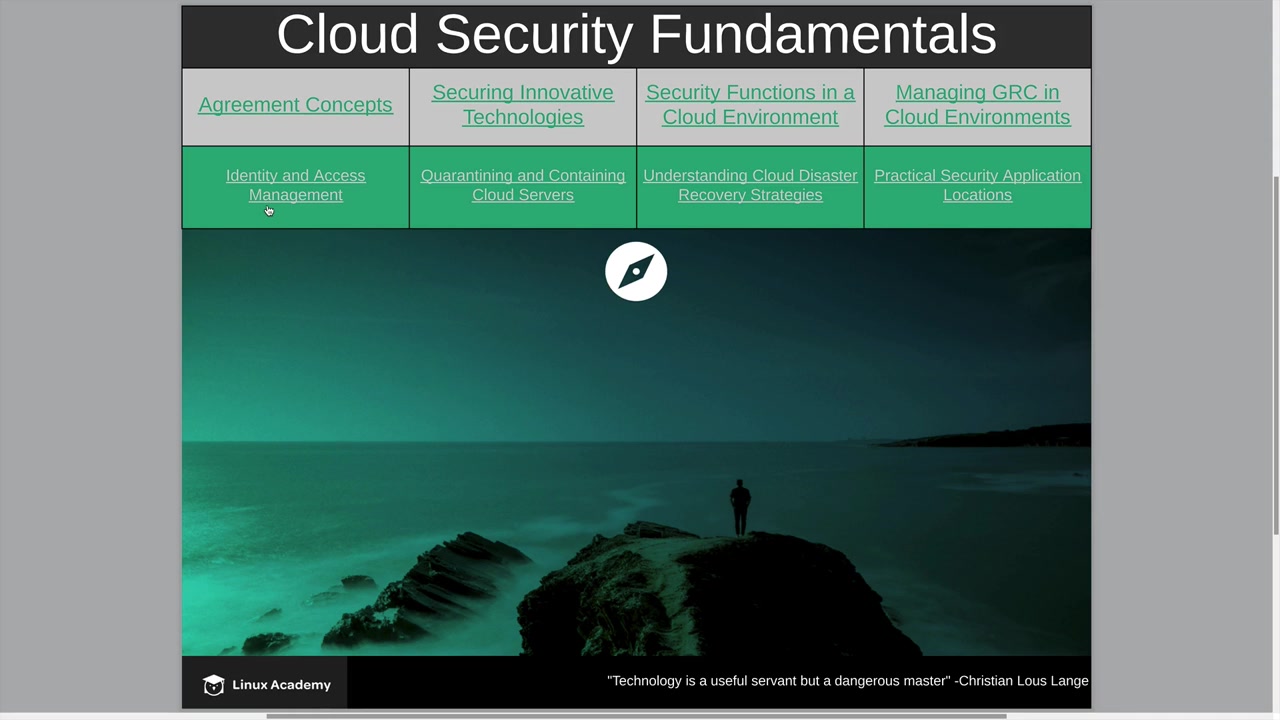 Cloud Security Fundamentals
Agreement Concepts
Securing Innovative
Technologies
Security Functions in a
Cloud Environment
Managing GRC in
Cloud Environments
Identity and Access
Management
Quarantining and Containing
Cloud Servers
Understanding Cloud Disaster
Recovery Strategies
Practical Security Application
Locations
Linux Academy
"Technology is a useful servant but a dangerous master" -Christian Lous Lange